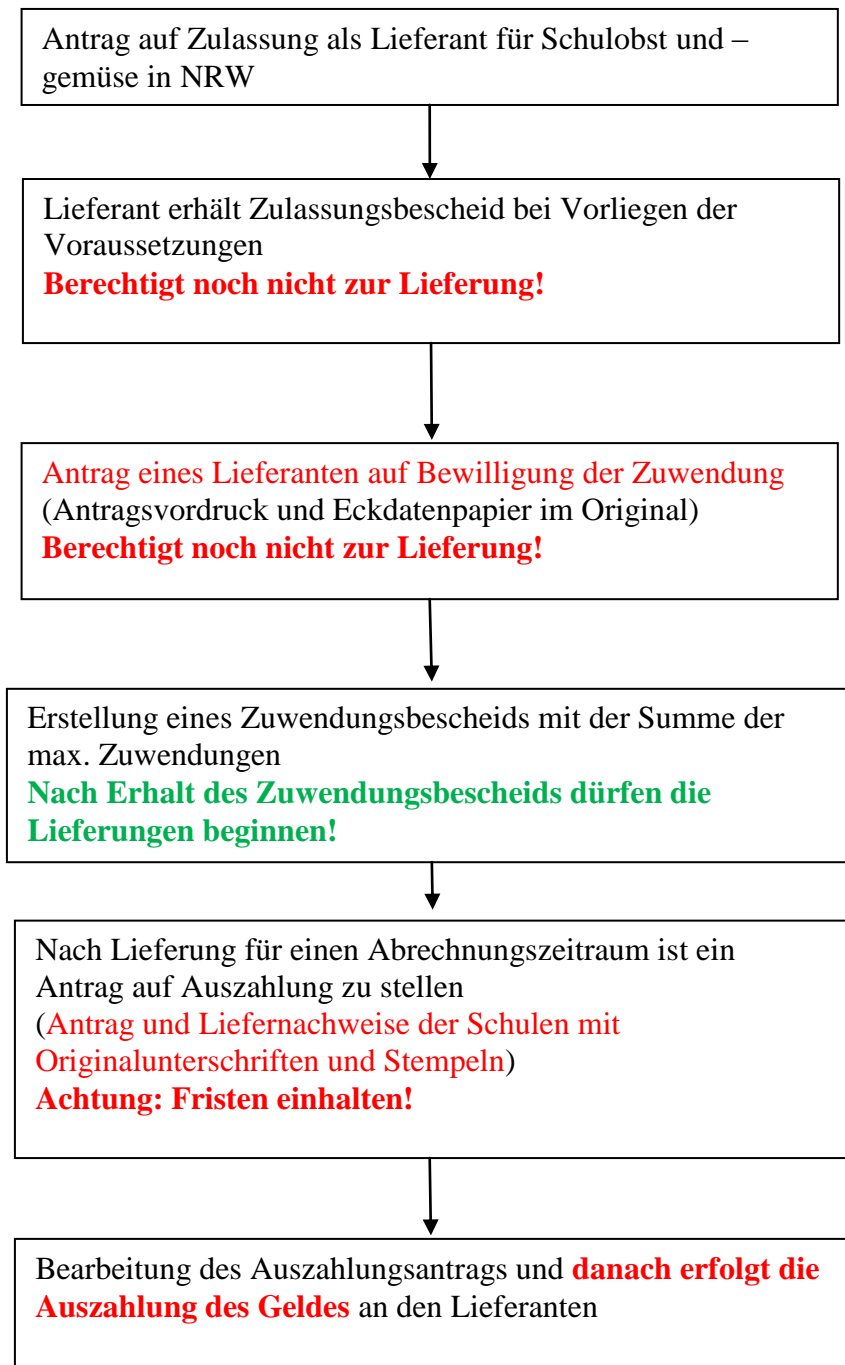 Antrag auf Zulassung als Lieferant für Schulobst und –
gemüse in NRW
Lieferant erhält Zulassungsbescheid bei Vorliegen der
Voraussetzungen
Berechtigt noch nicht zur Lieferung!
Antrag eines Lieferanten auf Bewilligung der Zuwendung
(Antragsvordruck und Eckdatenpapier im Original)
Berechtigt noch nicht zur Lieferung!
Erstellung eines Zuwendungsbescheids mit der Summe der
max. Zuwendungen
Nach Erhalt des Zuwendungsbescheids dürfen die
Lieferungen beginnen!
Nach Lieferung für einen Abrechnungszeitraum ist ein
Antrag auf Auszahlung zu stellen
(Antrag und Liefernachweise der Schulen mit
Originalunterschriften und Stempeln)
Achtung: Fristen einhalten!
Bearbeitung des Auszahlungsantrags und danach erfolgt die
Auszahlung des Geldes an den Lieferanten